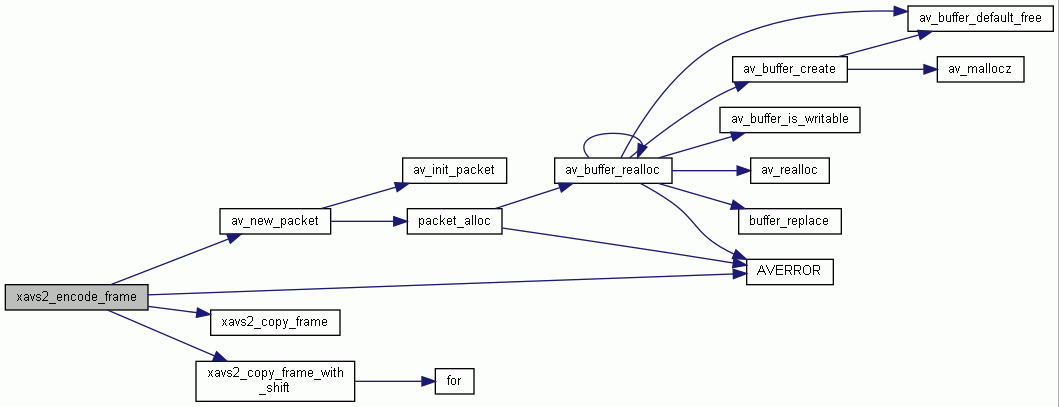 av_buffer_default_free
av_buffer_create
av_mallocz
av_buffer_is_writable
av_init_packet
av_buffer_realloc
av_realloc
av_new_packet
packet_alloc
buffer_replace
AVERROR
xavs2_encode_frame
xavs2_copy_frame
xavs2_copy_frame_with
_shift
for